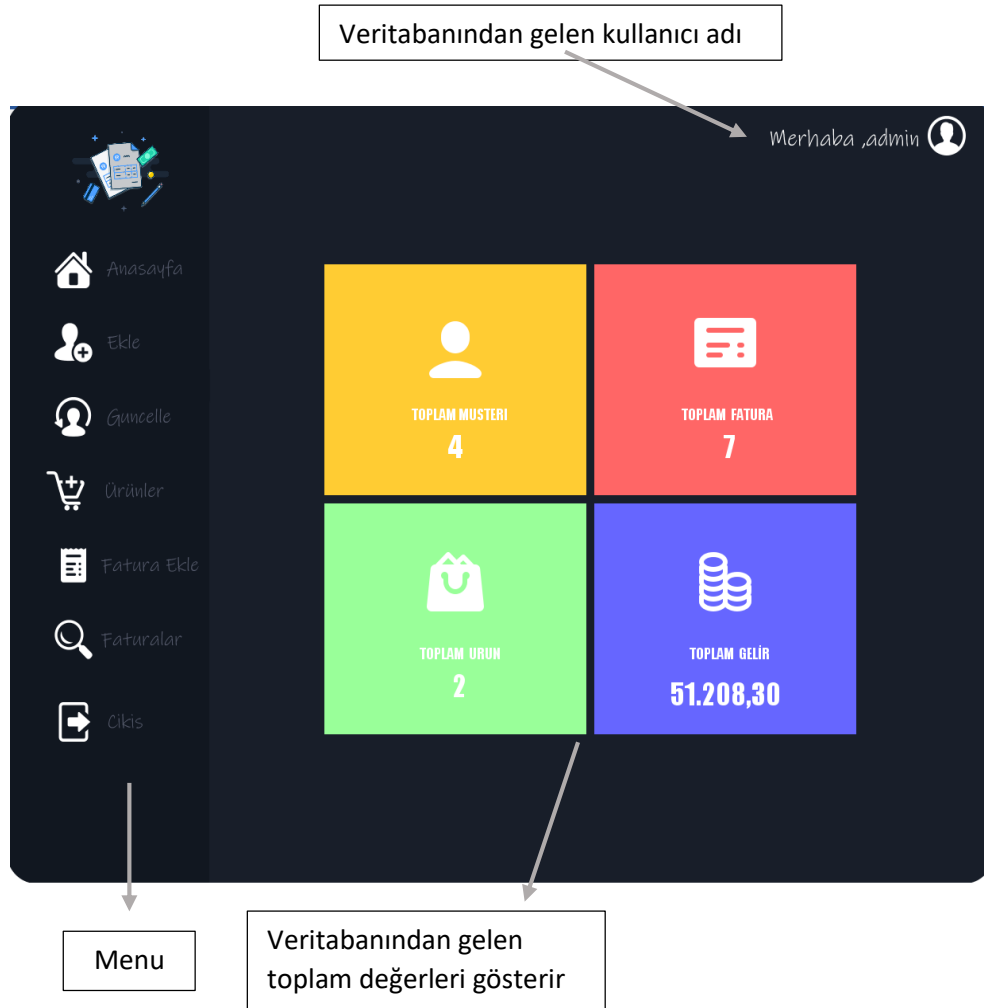 Veritabanından gelen kullanıcı adı
Merhaba ,admin
Anasayfa
Ekle
Guncelle
Ürünler
Fatura Ekle
Faturalar
Cikis
TOPLAM MUSTERI
4
TOPLAM FATURA
7
TOPLAM URUN
2
TOPLAM GELİR
51.208,30
Menu
Veritabanından gelen
toplam değerleri gösterir